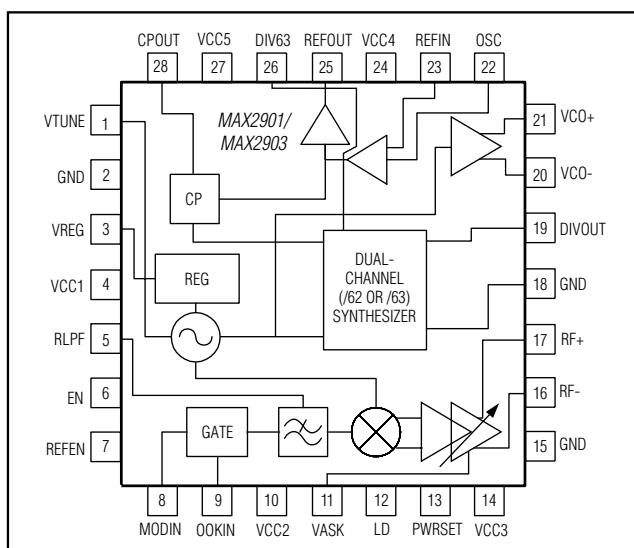 CPOUT VCC5 DIV63 REFOUT VCC4 REFIN OSC
28 27 26 25 24 23 22
VTUNE 1
GND 2
VREG 3
VCC1 4
RLPF 5
EN 6
REFEN 7
MAX2901/
MAX2903
CP
REG
DUAL-
CHANNEL
(/62 OR /63)
SYNTHESIZER
GATE
21 VCO+
20 VCO-
19 DIVOUT
18 GND
17 RF+
16 RF-
15 GND
8 9 10 11 12 13 14
MODIN OOKIN VCC2 VASK LD PWRSET VCC3